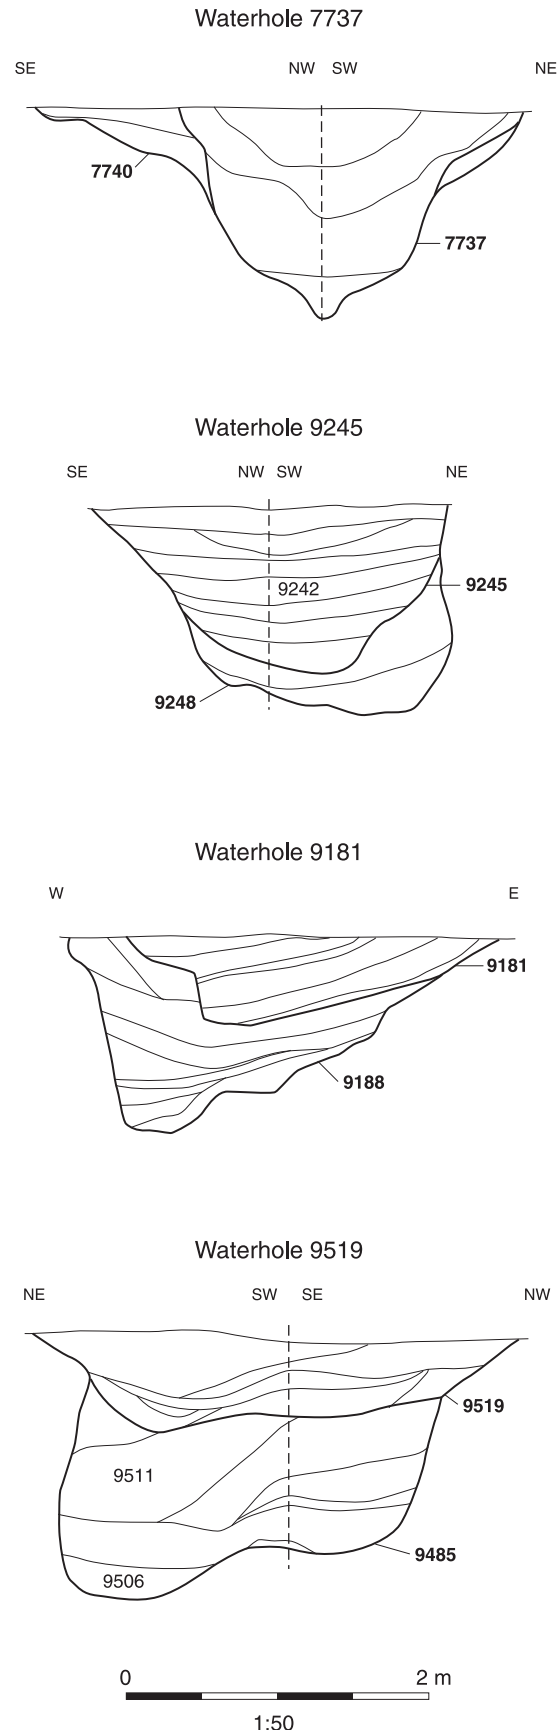 Waterhole 7737
SE NW SW NE
7740
7737
Waterhole 9245
SE NW SW NE
9242
9245
9248
Waterhole 9181
W E
9181
9188
Waterhole 9519
NE SW SE NW
9519
9511
9485
9506
0 2 m
1:50